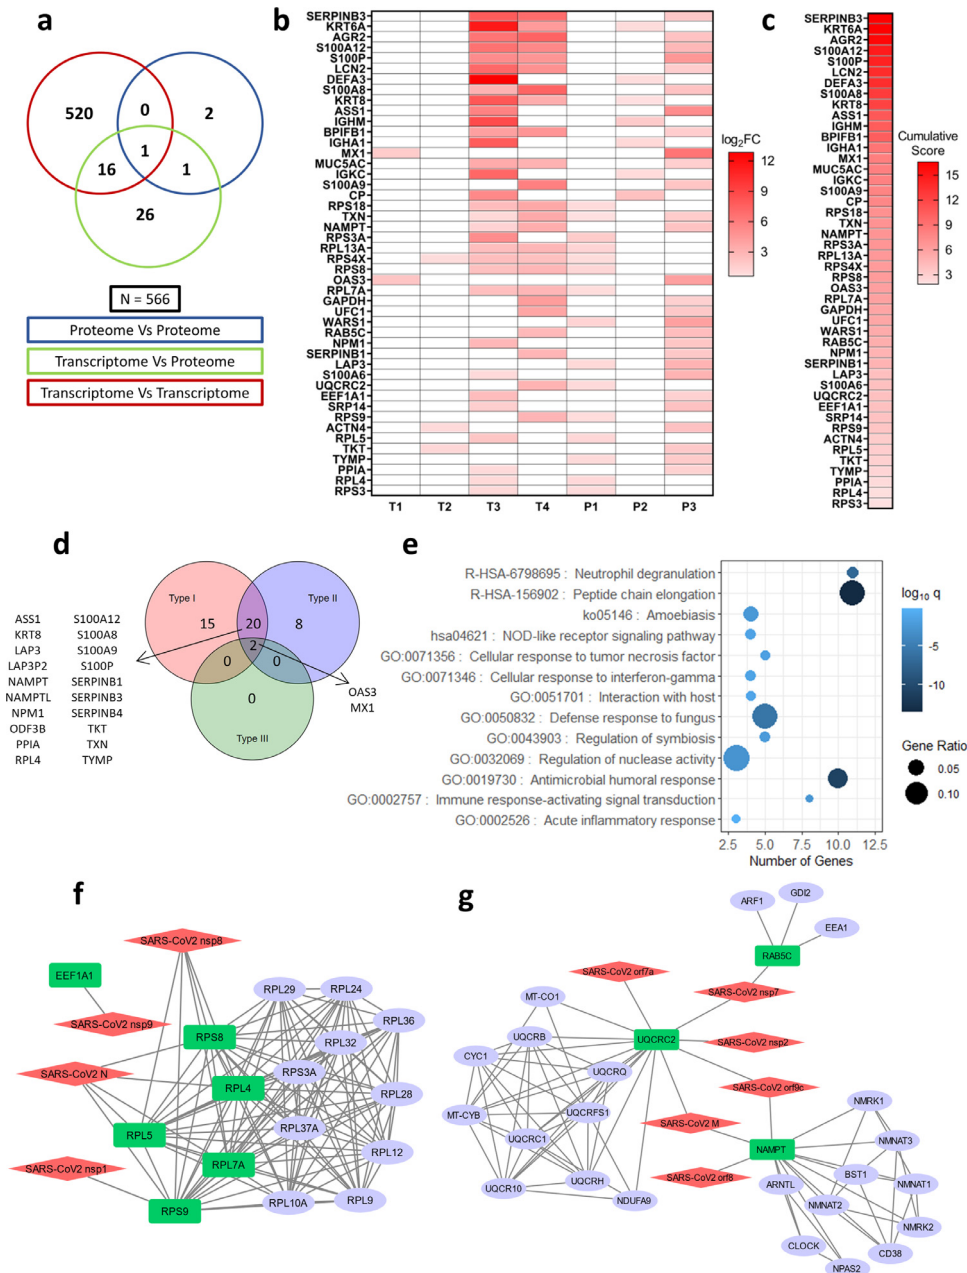 a
520
0
2
1
16
1
26
N = 566
Proteome Vs Proteome
Transcriptome Vs Proteome
Transcriptome Vs Transcriptome
b
SERPINB3
KRT6A
AGR2
S100A12
S100P
LCN2
DEFA3
S100A8
KRT8
ASS1
IGHM
BPIFB1
IGHA1
MX1
MUC5AC
IGKC
S100A9
CP
RPS18
TXN
NAMPT
RPS3A
RPL13A
RPS4X
RPS8
OAS3
RPL7A
GAPDH
UFC1
WARS1
RAB5C
NPM1
SERPINB1
LAP3
S100A6
UQCRC2
EEF1A1
SRP14
RPS9
ACTN4
RPL5
TKT
TYMP
PPIA
RPL4
RPS3
T1 T2 T3 T4 P1 P2 P3
log2FC
12
9
6
3
c
SERPINB3
KRT6A
AGR2
S100A12
S100P
LCN2
DEFA3
S100A8
KRT8
ASS1
IGHM
BPIFB1
IGHA1
MX1
MUC5AC
IGKC
S100A9
CP
RPS18
TXN
NAMPT
RPS3A
RPL13A
RPS4X
RPS8
OAS3
RPL7A
GAPDH
UFC1
WARS1
RAB5C
NPM1
SERPINB1
LAP3
S100A6
UQCRC2
EEF1A1
SRP14
RPS9
ACTN4
RPL5
TKT
TYMP
PPIA
RPL4
RPS3
Cumulative
Score
15
12
9
6
3
d
ASS1 S100A12
KRT8 S100A8
LAP3 S100A9
LAP3P2 S100P
NAMPT SERPINB1
NAMPTL SERPINB3
NPM1 SERPINB4
ODF3B TKT
PPIA TXN
RPL4 TYMP
Type I
Type II
15
20
8
2
0
0
0
Type III
OAS3
MX1
e
R-HSA-6798695 : Neutrophil degranulation
R-HSA-156902 : Peptide chain elongation
ko05146 : Amoebiasis
hsa04621 : NOD-like receptor signaling pathway
GO:0071356 : Cellular response to tumor necrosis factor
GO:0071346 : Cellular response to interferon-gamma
GO:0051701 : Interaction with host
GO:0050832 : Defense response to fungus
GO:0043903 : Regulation of symbiosis
GO:0032069 : Regulation of nuclease activity
GO:0019730 : Antimicrobial humoral response
GO:0002757 : Immune response-activating signal transduction
GO:0002526 : Acute inflammatory response
2.5 5.0 7.5 10.0 12.5
Number of Genes
log10 q
-5
-10
Gene Ratio
0.05
0.10
f
SARS-CoV2 nsp8
EEF1A1
SARS-CoV2 nsp9
RPL29
RPL24
RPL36
RPS8
RPL32
SARS-CoV2 N
RPS3A
RPL4
RPL28
RPL5
RPL37A
RPL12
SARS-CoV2 nsp1
RPL7A
RPS9
RPL10A
RPL9
g
ARF1
GDI2
EEA1
RAB5C
SARS-CoV2 orf7a
SARS-CoV2 nsp7
MT-CO1
UQCRB
UQCRC2
SARS-CoV2 nsp2
CYC1
UQCRQ
SARS-CoV2 orf9c
MT-CYB
UQCRFS1
SARS-CoV2 M
NMRK1
UQCRC1
NAMPT
NMNAT3
SARS-CoV2 orf8
BST1
UQCR10
UQCRH
ARNTL
NMNAT1
NDUFA9
NMNAT2
NMRK2
CLOCK
CD38
NPAS2